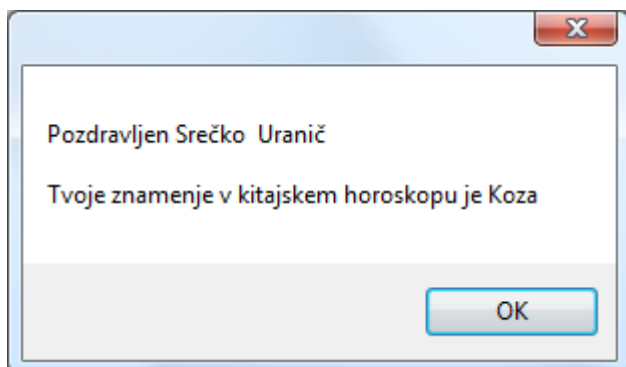 Pozdravljen Srečko  Uranič
Tvoje znamenje v kitajskem horoskopu je Koza
OK